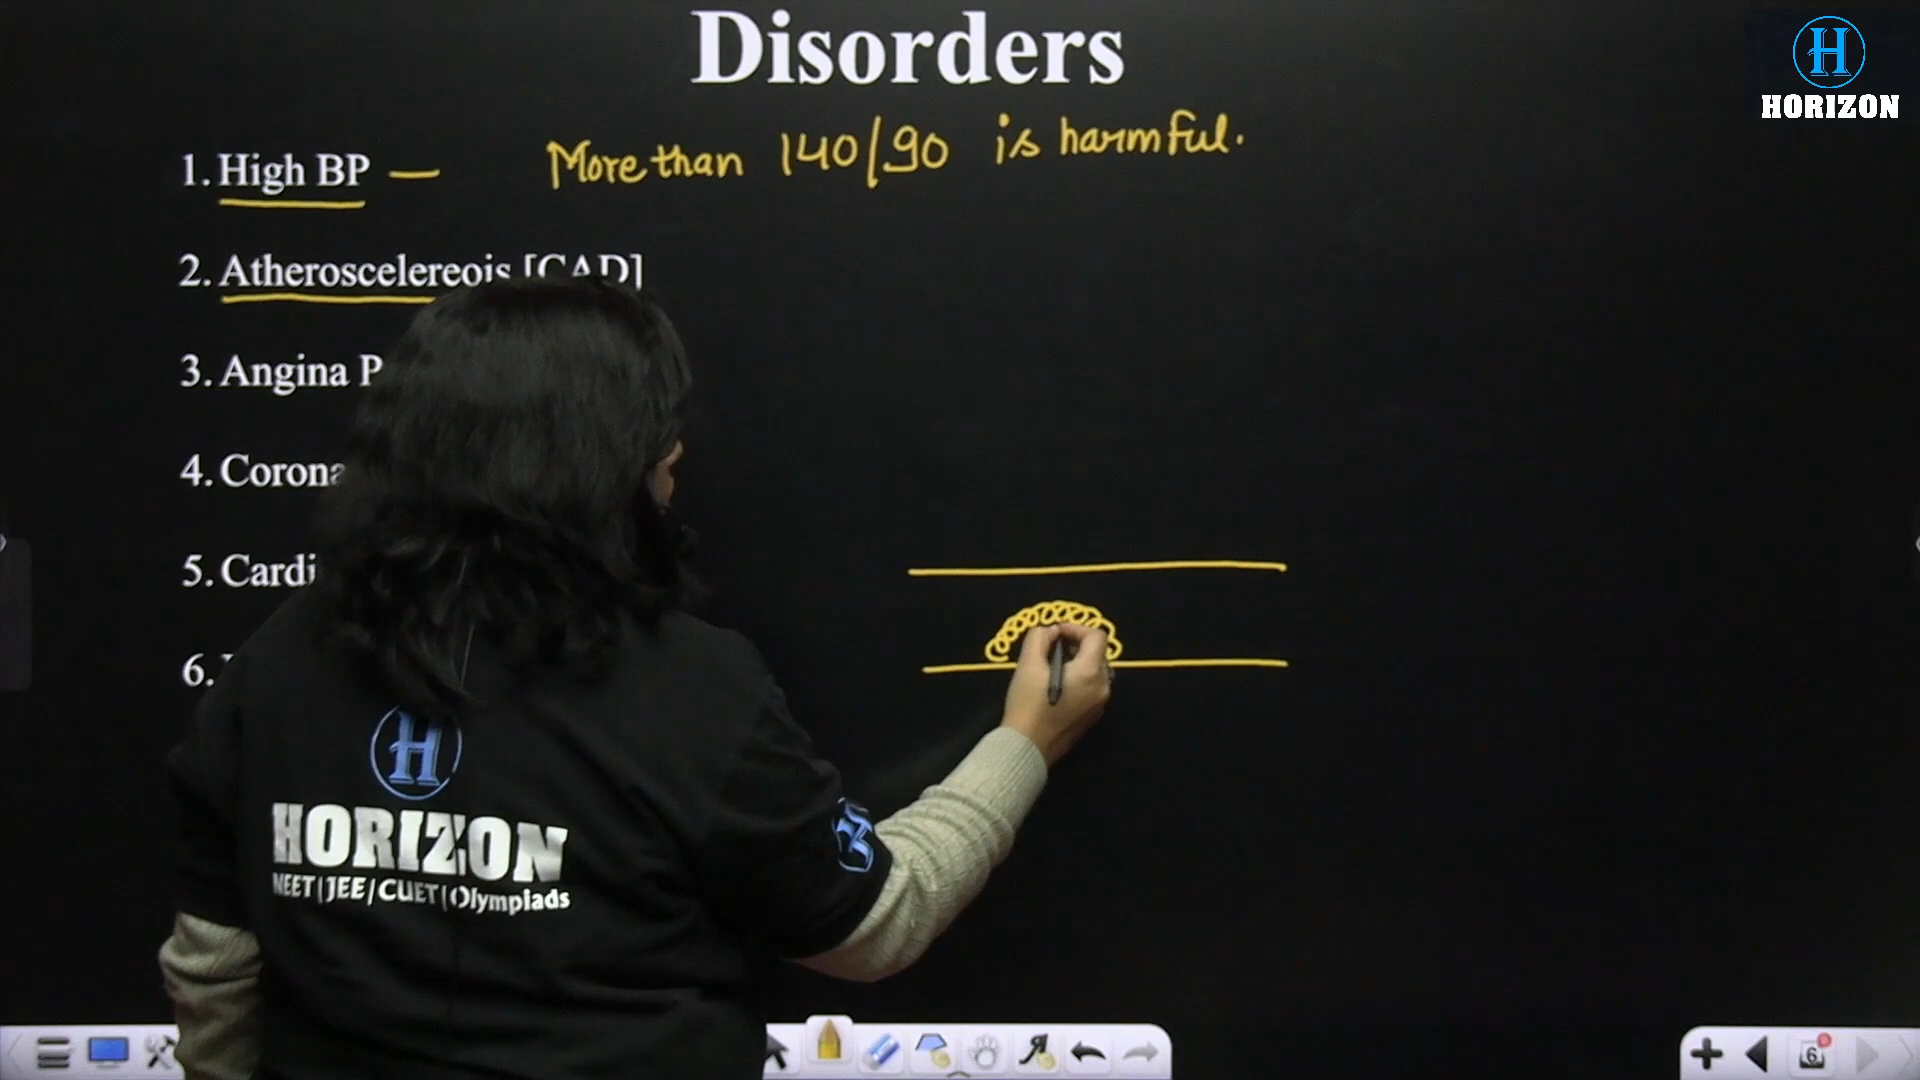 Disorders
HORIZON
1. High BP — More than 140/90 is harmful.
2. Atheroscelereois [CAD]
3. Angina P
4. Corona
5. Cardi
6.
HORIZON
NEET | JEE / CUET | Olympiads
6